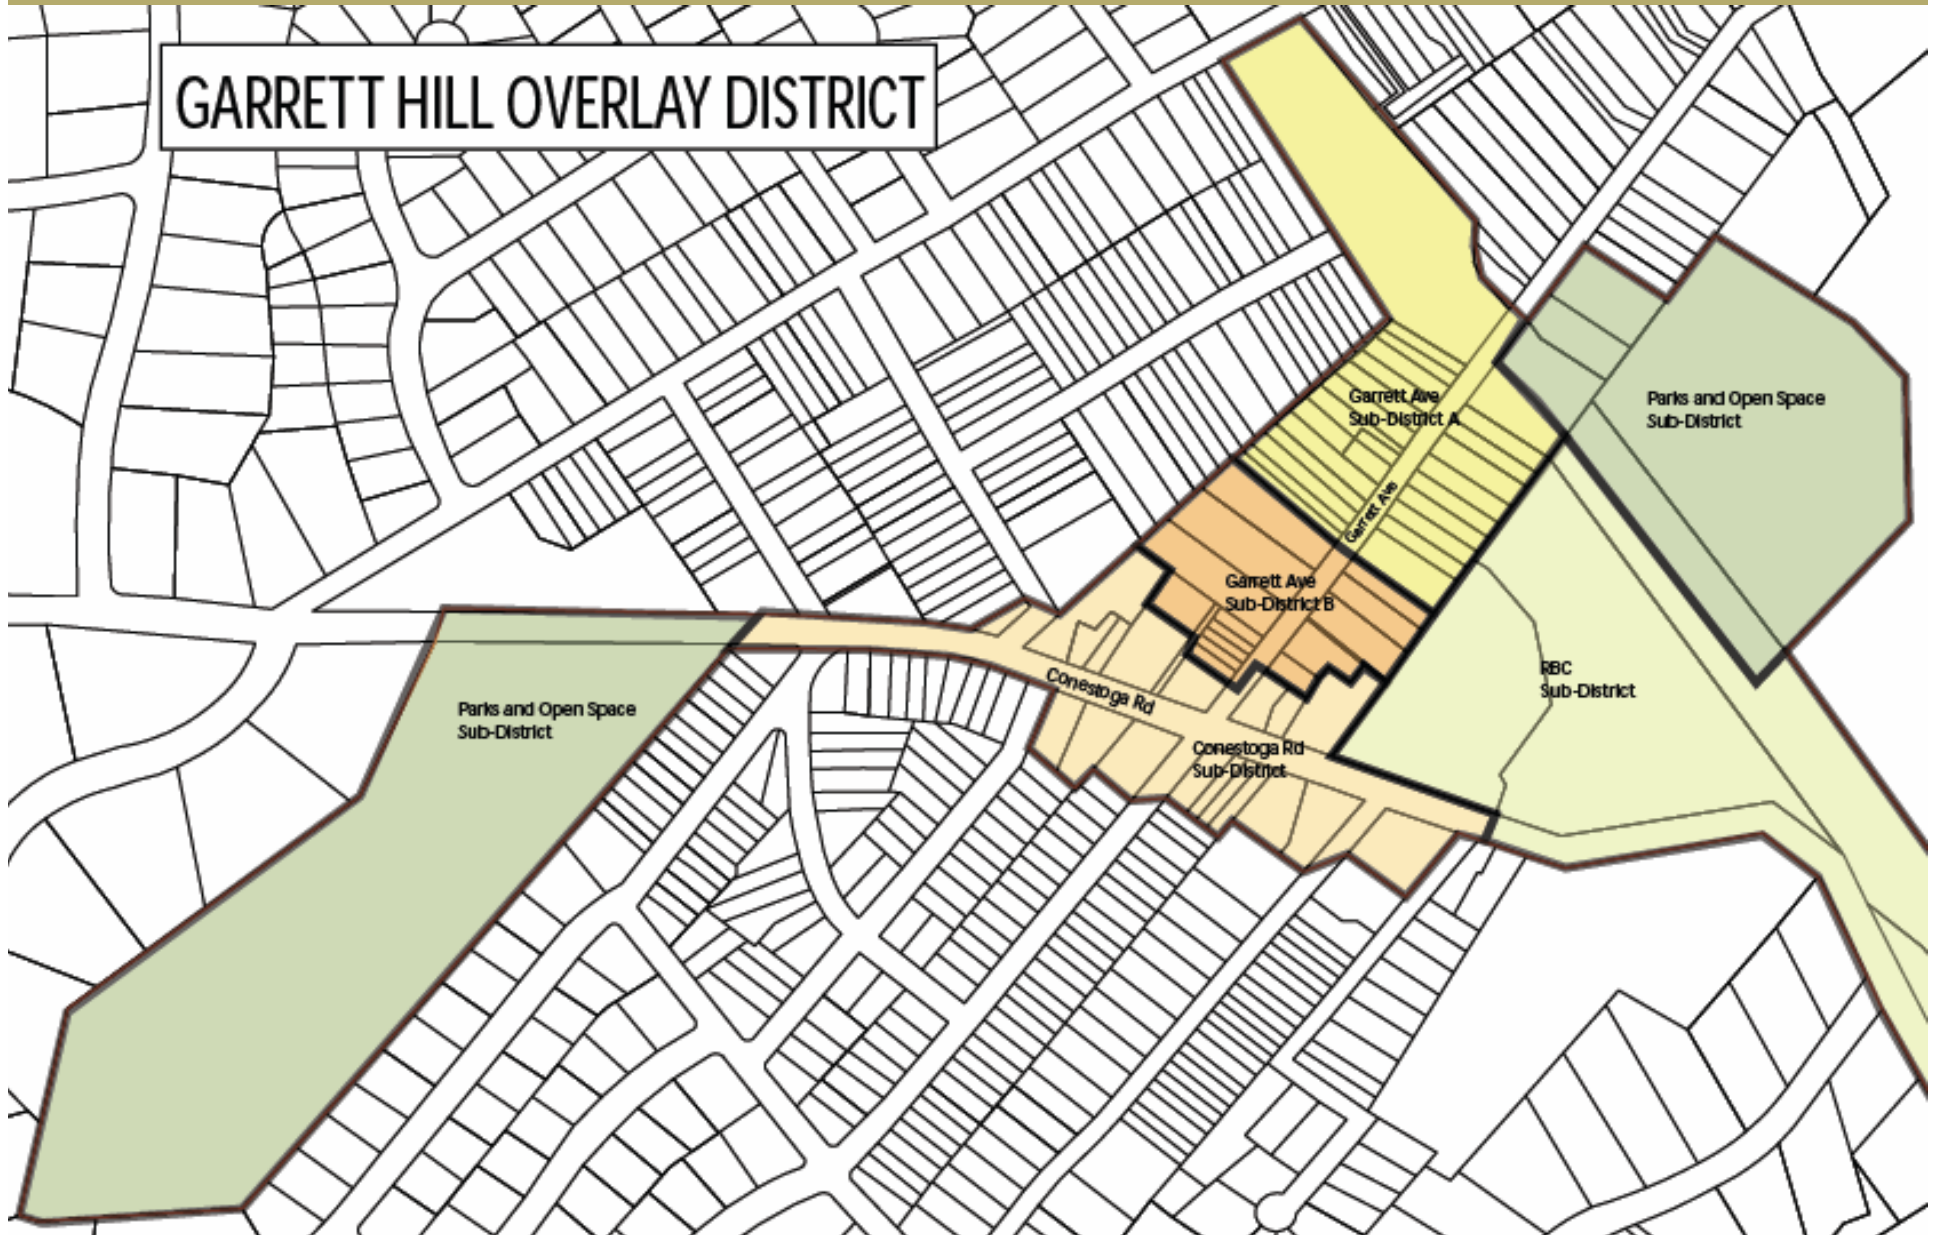 GARRETT HILL OVERLAY DISTRICT
Garrett Ave
Sub-District A
Parks and Open Space
Sub-District
Garrett Ave
Garrett Ave
Sub-District B
RBC
Sub-District
Conestoga Rd
Parks and Open Space
Sub-District
Conestoga Rd
Sub-District